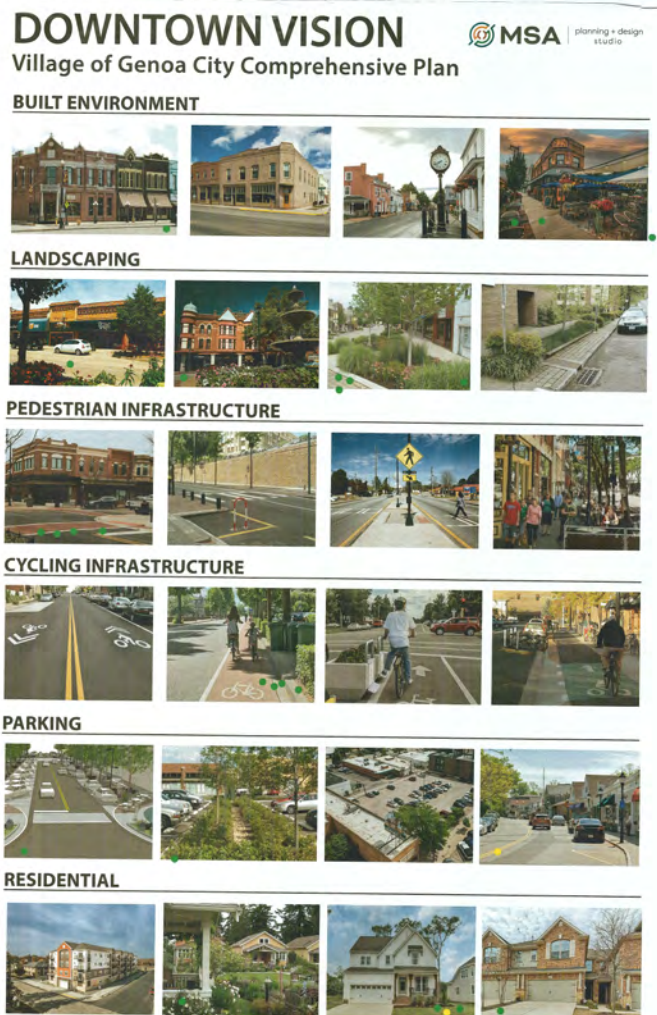 DOWNTOWN VISION
MSA planning + design studio
Village of Genoa City Comprehensive Plan
BUILT ENVIRONMENT
LANDSCAPING
PEDESTRIAN INFRASTRUCTURE
CYCLING INFRASTRUCTURE
PARKING
RESIDENTIAL